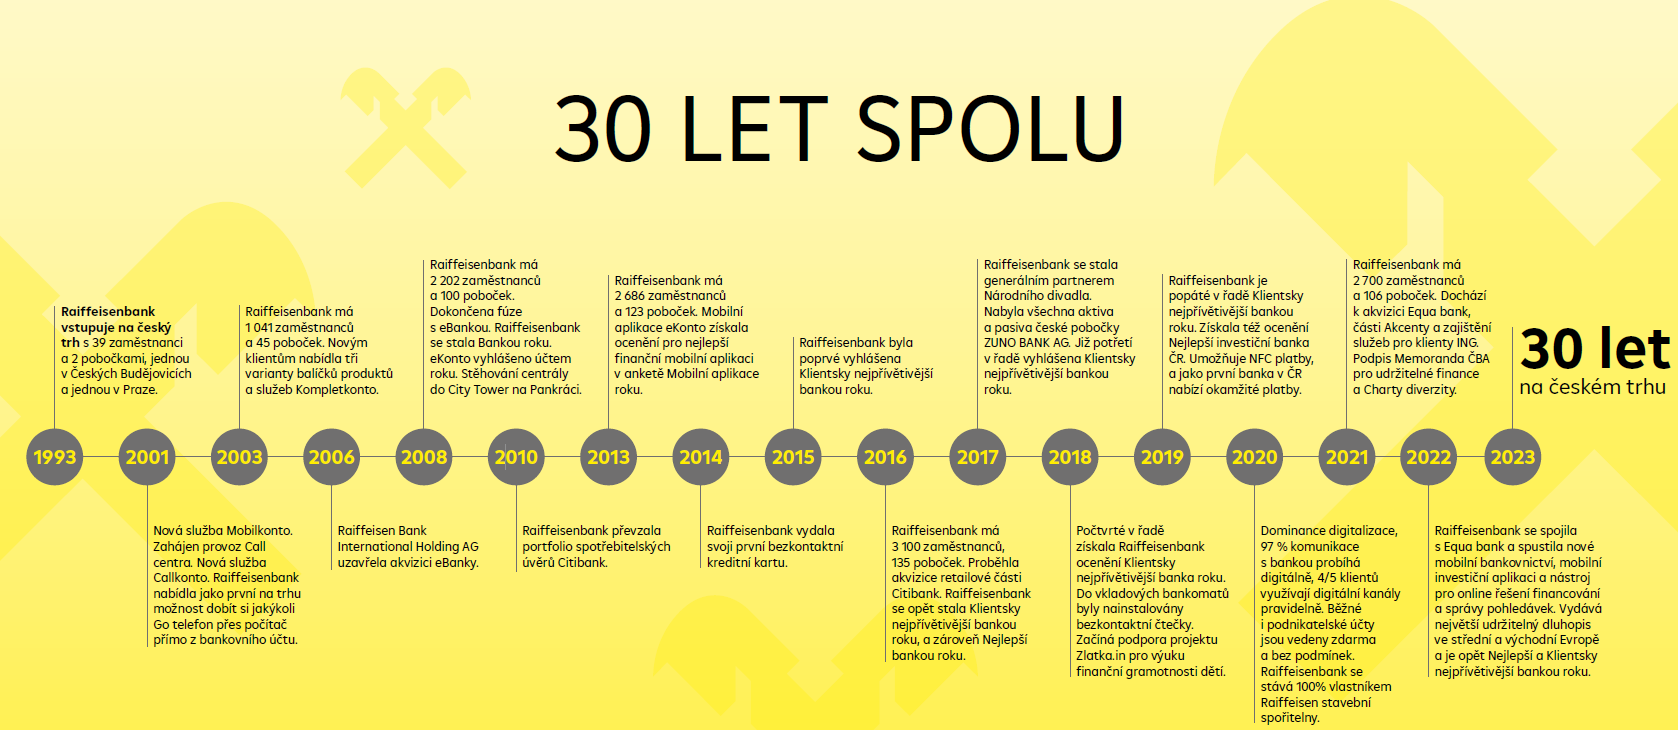 30 LET SPOLU
Raiffeisenbank
vstupuje na český
trh s 39 zaměstnanci
a 2 pobočkami, jednou
v Českých Budějovicích
a jednou v Praze.
Raiffeisenbank má
1 041 zaměstnanců
a 45 poboček. Novým
klientům nabídla tři
varianty balíčků produktů
a služeb Kompletkonto.
Raiffeisenbank má
2 202 zaměstnanců
a 100 poboček.
Dokončena fúze
s eBankou. Raiffeisenbank
se stala Bankou roku.
eKonto vyhlášeno účtem
roku. Stěhování centrály
do City Tower na Pankráci.
Raiffeisenbank má
2 686 zaměstnanců
a 123 poboček. Mobilní
aplikace eKonto získala
ocenění pro nejlepší
finanční mobilní aplikaci
v anketě Mobilní aplikace
roku.
Raiffeisenbank byla
poprvé vyhlášena
Klientsky nejpřívětivější
bankou roku.
Raiffeisenbank se stala
generálním partnerem
Národního divadla.
Nabyla všechna aktiva
a pasiva české pobočky
ZUNO BANK AG. Již potřetí
v řadě vyhlášena Klientsky
nejpřívětivější bankou
roku.
Raiffeisenbank je
popáté v řadě Klientsky
nejpřívětivější bankou
roku. Získala též ocenění
Nejlepší investiční banka
ČR. Umožňuje NFC platby,
a jako první banka v ČR
nabízí okamžité platby.
Raiffeisenbank má
2 700 zaměstnanců
a 106 poboček. Dochází
k akvizici Equa bank,
části Akcenty a zajištění
služeb pro klienty ING.
Podpis Memoranda ČBA
pro udržitelné finance
a Charty diverzity.
30 let
na českém trhu
1993
2001
2003
2006
2008
2010
2013
2014
2015
2016
2017
2018
2019
2020
2021
2022
2023
Nová služba Mobilkonto.
Zahájen provoz Call
centra. Nová služba
Callkonto. Raiffeisenbank
nabídla jako první na trhu
možnost dobít si jakýkoli
Go telefon přes počítač
přímo z bankovního účtu.
Raiffeisen Bank
International Holding AG
uzavřela akvizici eBanky.
Raiffeisenbank převzala
portfolio spotřebitelských
úvěrů Citibank.
Raiffeisenbank vydala
svoji první bezkontaktní
kreditní kartu.
Raiffeisenbank má
3 100 zaměstnanců,
135 poboček. Proběhla
akvizice retailové části
Citibank. Raiffeisenbank
se opět stala Klientsky
nejpřívětivější bankou
roku, a zároveň Nejlepší
bankou roku.
Počtvrté v řadě
získala Raiffeisenbank
ocenění Klientsky
nejpřívětivější banka roku.
Do vkladových bankomatů
byly nainstalovány
bezkontaktní čtečky.
Začíná podpora projektu
Zlatka.in pro výuku
finanční gramotnosti dětí.
Dominance digitalizace,
97 % komunikace
s bankou probíhá
digitálně, 4/5 klientů
využívají digitální kanály
pravidelně. Běžné
i podnikatelské účty
jsou vedeny zdarma
a bez podmínek.
Raiffeisenbank se
stává 100% vlastníkem
Raiffeisen stavební
spořitelny.
Raiffeisenbank se spojila
s Equa bank a spustila nové
mobilní bankovnictví, mobilní
investiční aplikaci a nástroj
pro online řešení financování
a správy pohledávek. Vydává
největší udržitelný dluhopis
ve střední a východní Evropě
a je opět Nejlepší a Klientsky
nejpřívětivější bankou roku.